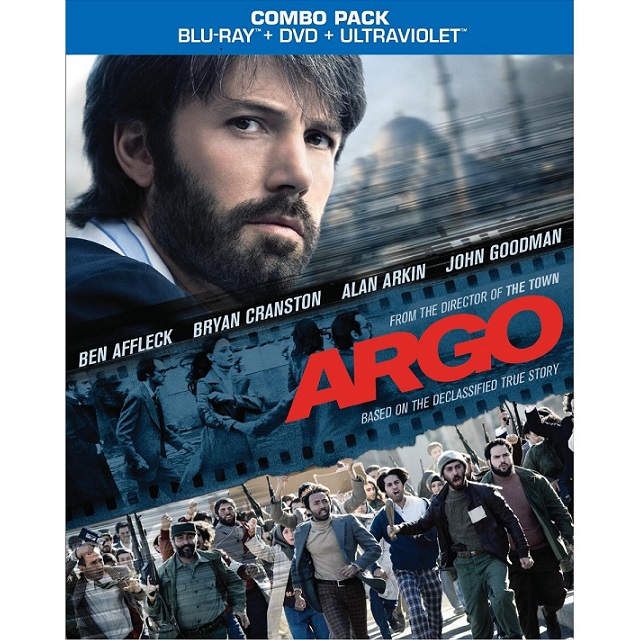 COMBO PACK
BLU-RAY™ + DVD + ULTRAVIOLET™
BEN AFFLECK BRYAN CRANSTON ALAN ARKIN JOHN GOODMAN
FROM THE DIRECTOR OF THE TOWN
ARGO
BASED ON THE DECLASSIFIED TRUE STORY